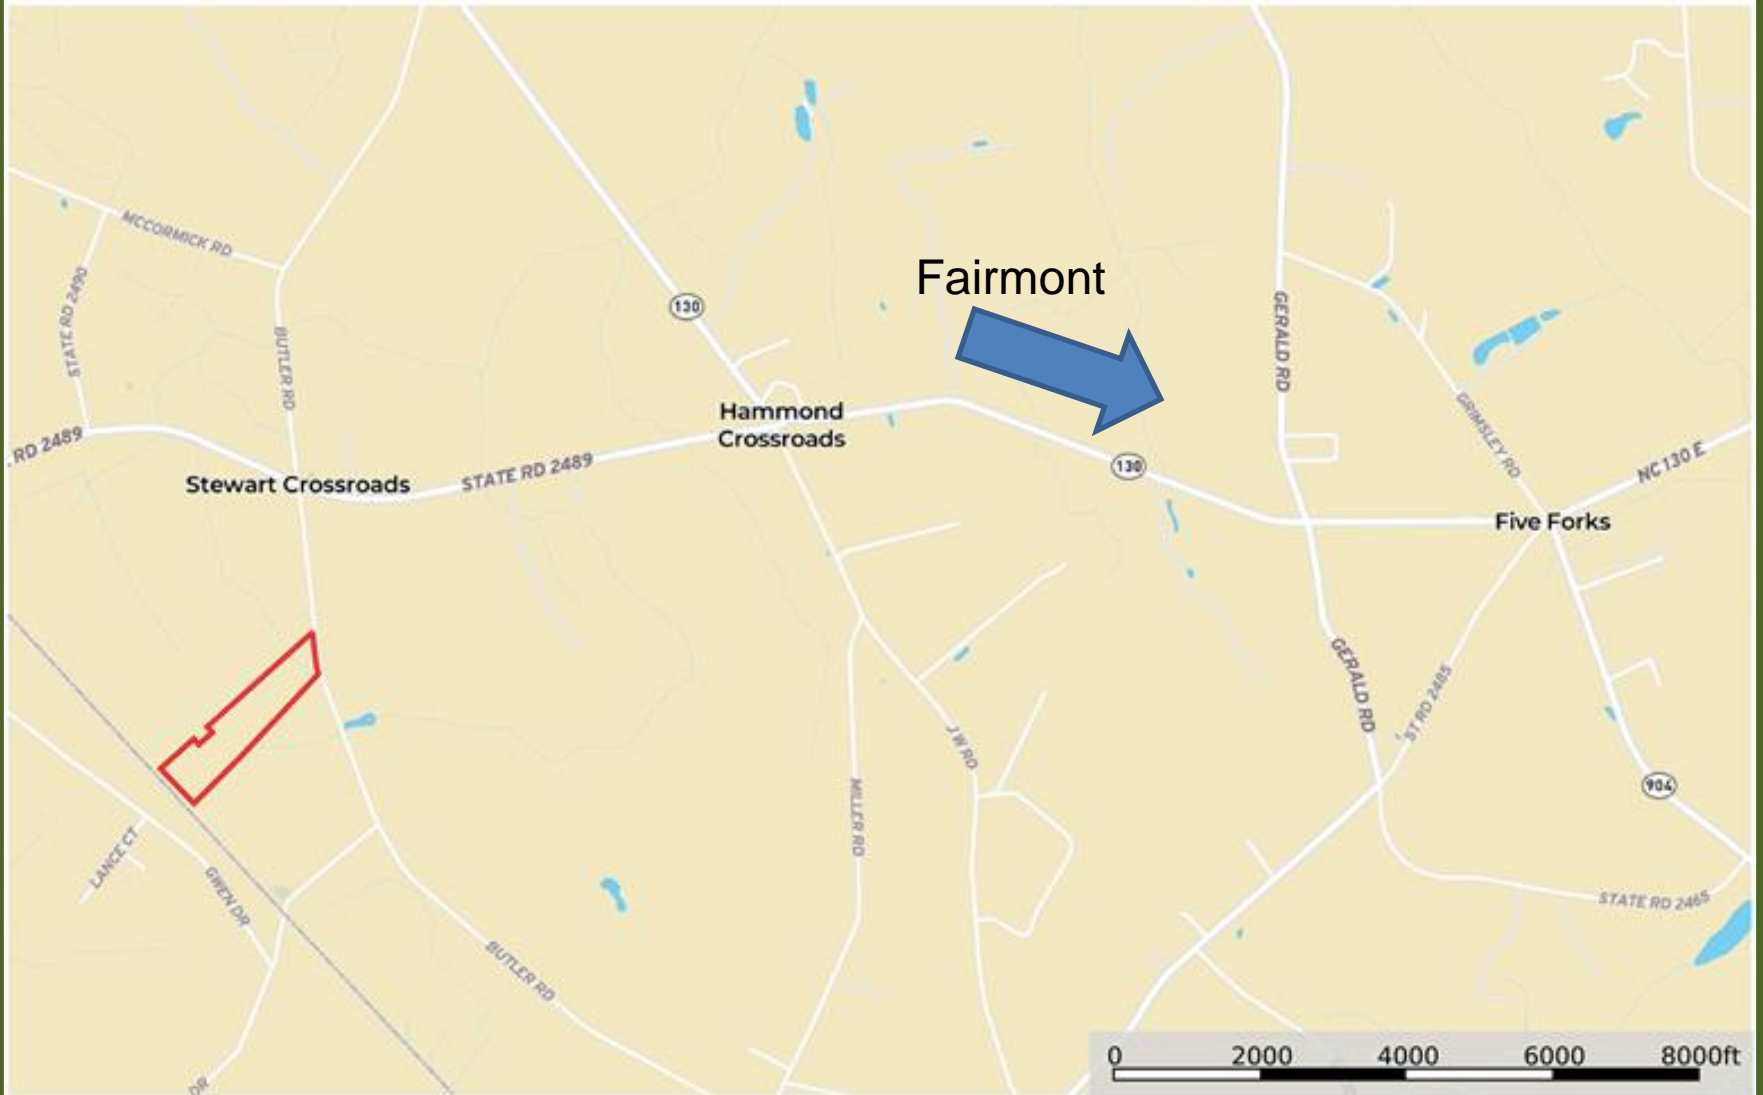 MCCORMICK RD
STATE RD 2490
BUTLER RD
130
Fairmont
GERALD RD
GRIMSLEY RD
Hammond
Crossroads
. RD 2489
Stewart Crossroads
STATE RD 2489
130
NC 130 E
Five Forks
GERALD RD
ST RD 2485
J W RD
MILLER RD
904
LANCE CT
GWEN DR
STATE RD 2465
BUTLER RD
DR
0 2000 4000 6000 8000ft